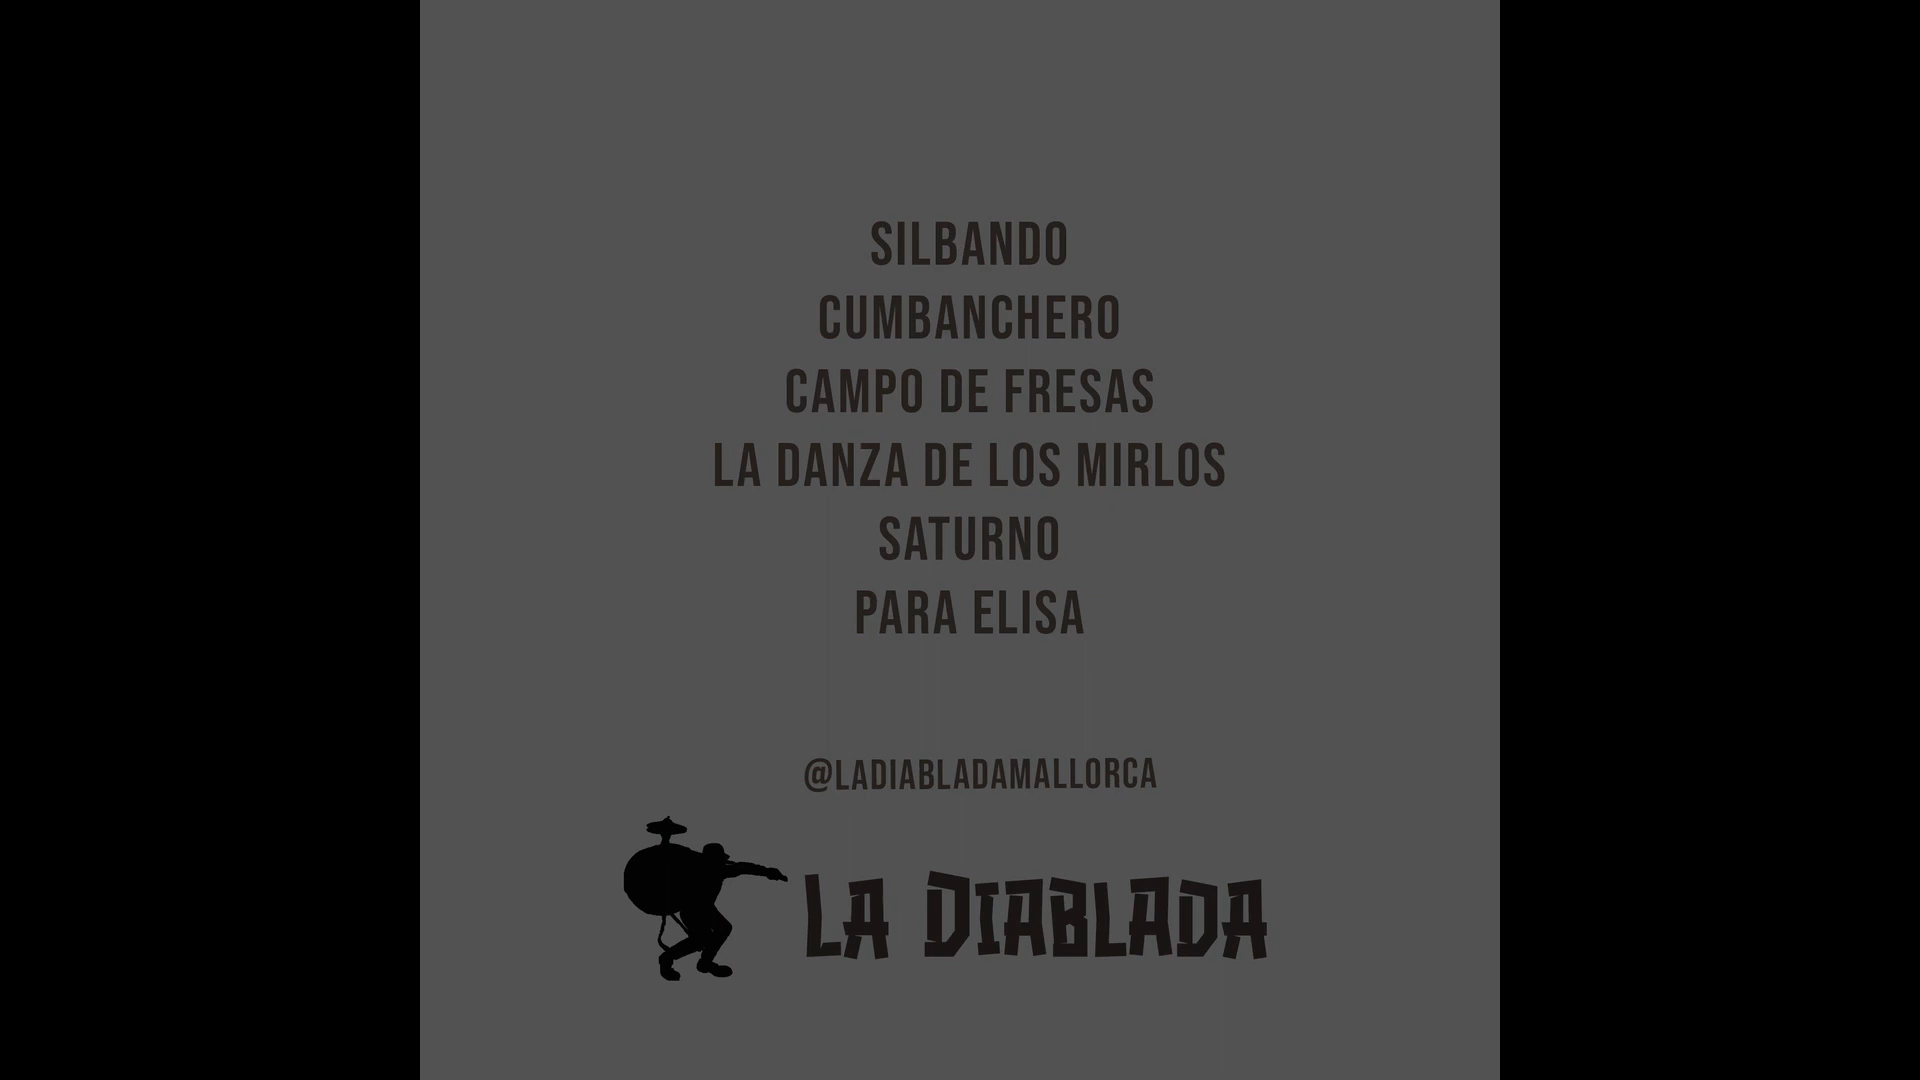 SILBANDO
CUMBANCHERO
CAMPO DE FRESAS
LA DANZA DE LOS MIRLOS
SATURNO
PARA ELISA
@LADIABLADAMALLORCA
LA DIABLADA